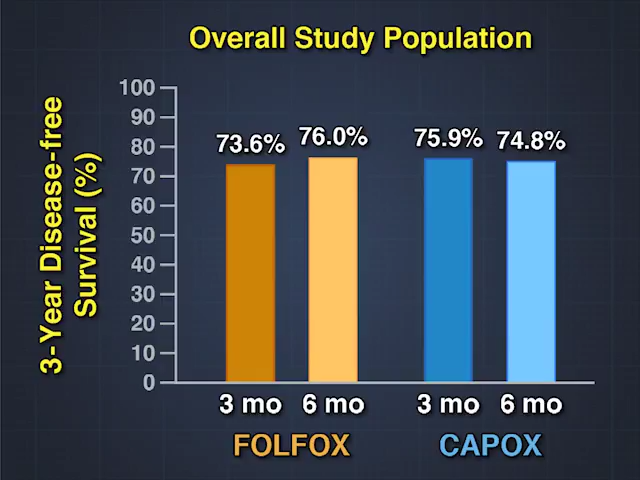 Overall Study Population
3-Year Disease-free
Survival (%)
100
90
80
70
60
50
40
30
20
10
0
73.6%
76.0%
75.9%
74.8%
3 mo
6 mo
3 mo
6 mo
FOLFOX
CAPOX